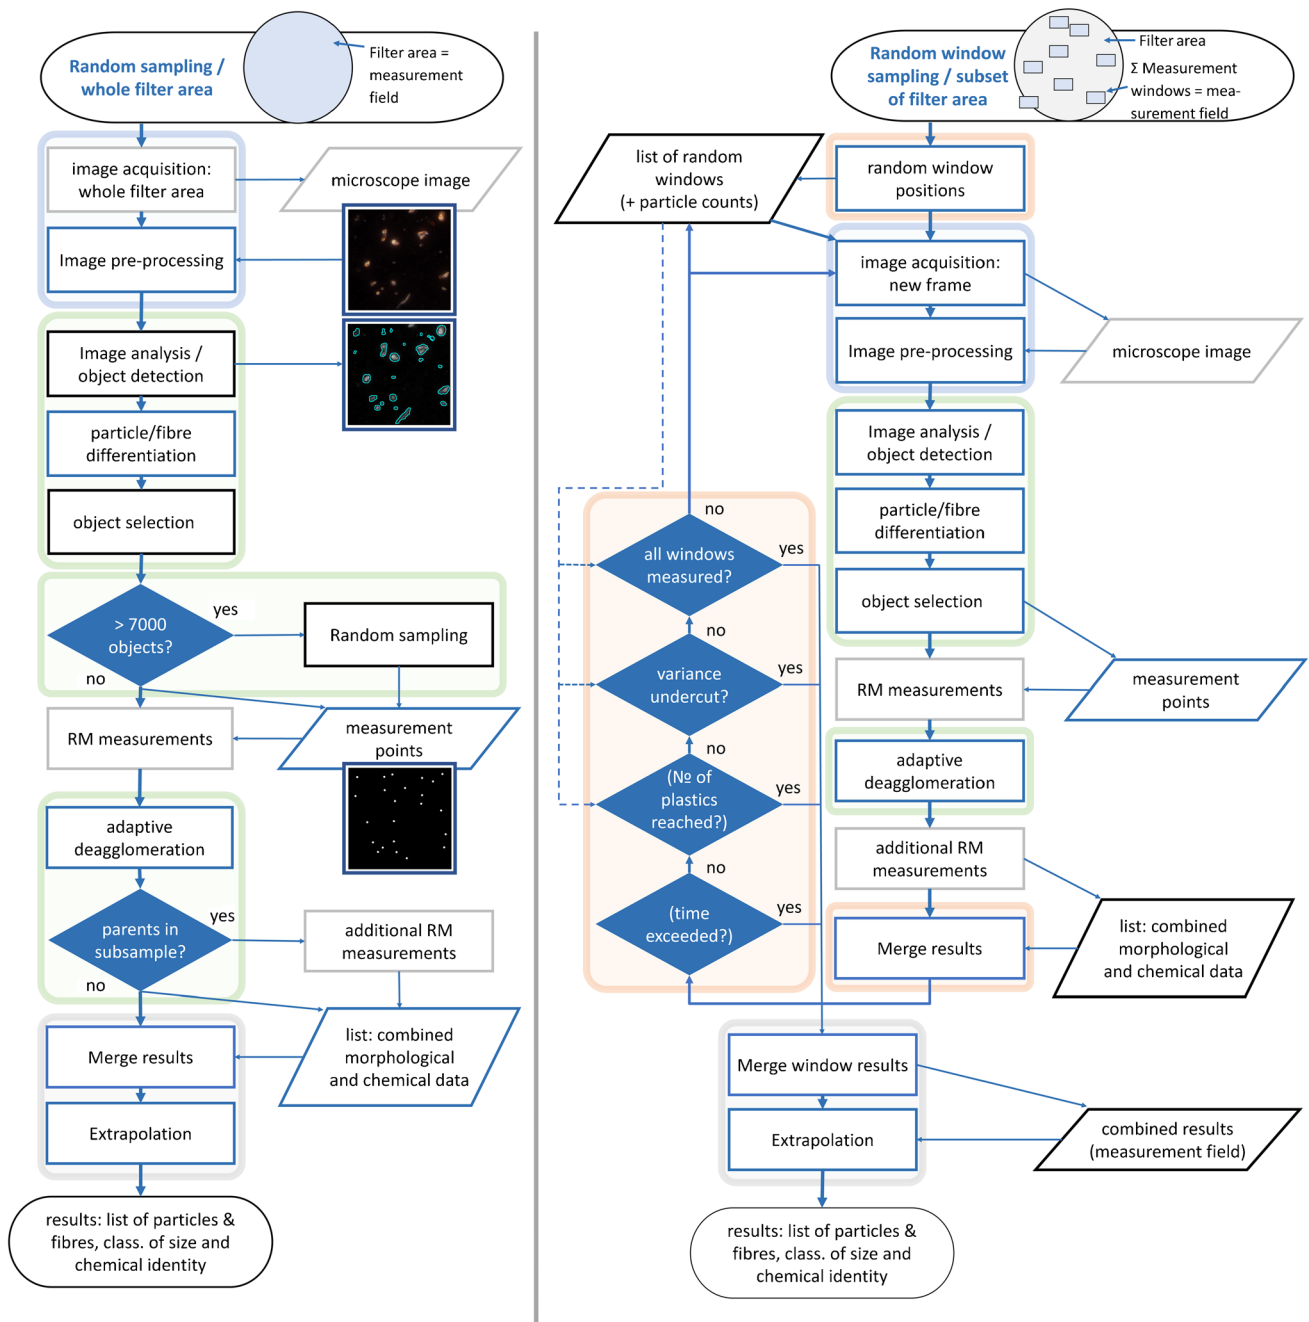 Random sampling /
whole filter area
Filter area =
measurement
field
image acquisition:
whole filter area
microscope image
Image pre-processing
Image analysis /
object detection
particle/fibre
differentiation
object selection
> 7000
objects?
yes
Random sampling
no
RM measurements
measurement
points
adaptive
deagglomeration
parents in
subsample?
yes
additional RM
measurements
no
list: combined
morphological
and chemical data
Merge results
Extrapolation
results: list of particles &
fibres, class. of size and
chemical identity
Random window
sampling / subset
of filter area
Filter area
Σ Measurement
windows = mea-
surement field
list of random
windows
(+ particle counts)
random window
positions
image acquisition:
new frame
Image pre-processing
microscope image
Image analysis /
object detection
particle/fibre
differentiation
object selection
measurement
points
RM measurements
adaptive
deagglomeration
additional RM
measurements
list: combined
morphological
and chemical data
Merge results
no
all windows
measured?
yes
no
variance
undercut?
yes
no
(№ of
plastics
reached?)
yes
no
(time
exceeded?)
yes
Merge window results
Extrapolation
combined results
(measurement field)
results: list of particles &
fibres, class. of size and
chemical identity